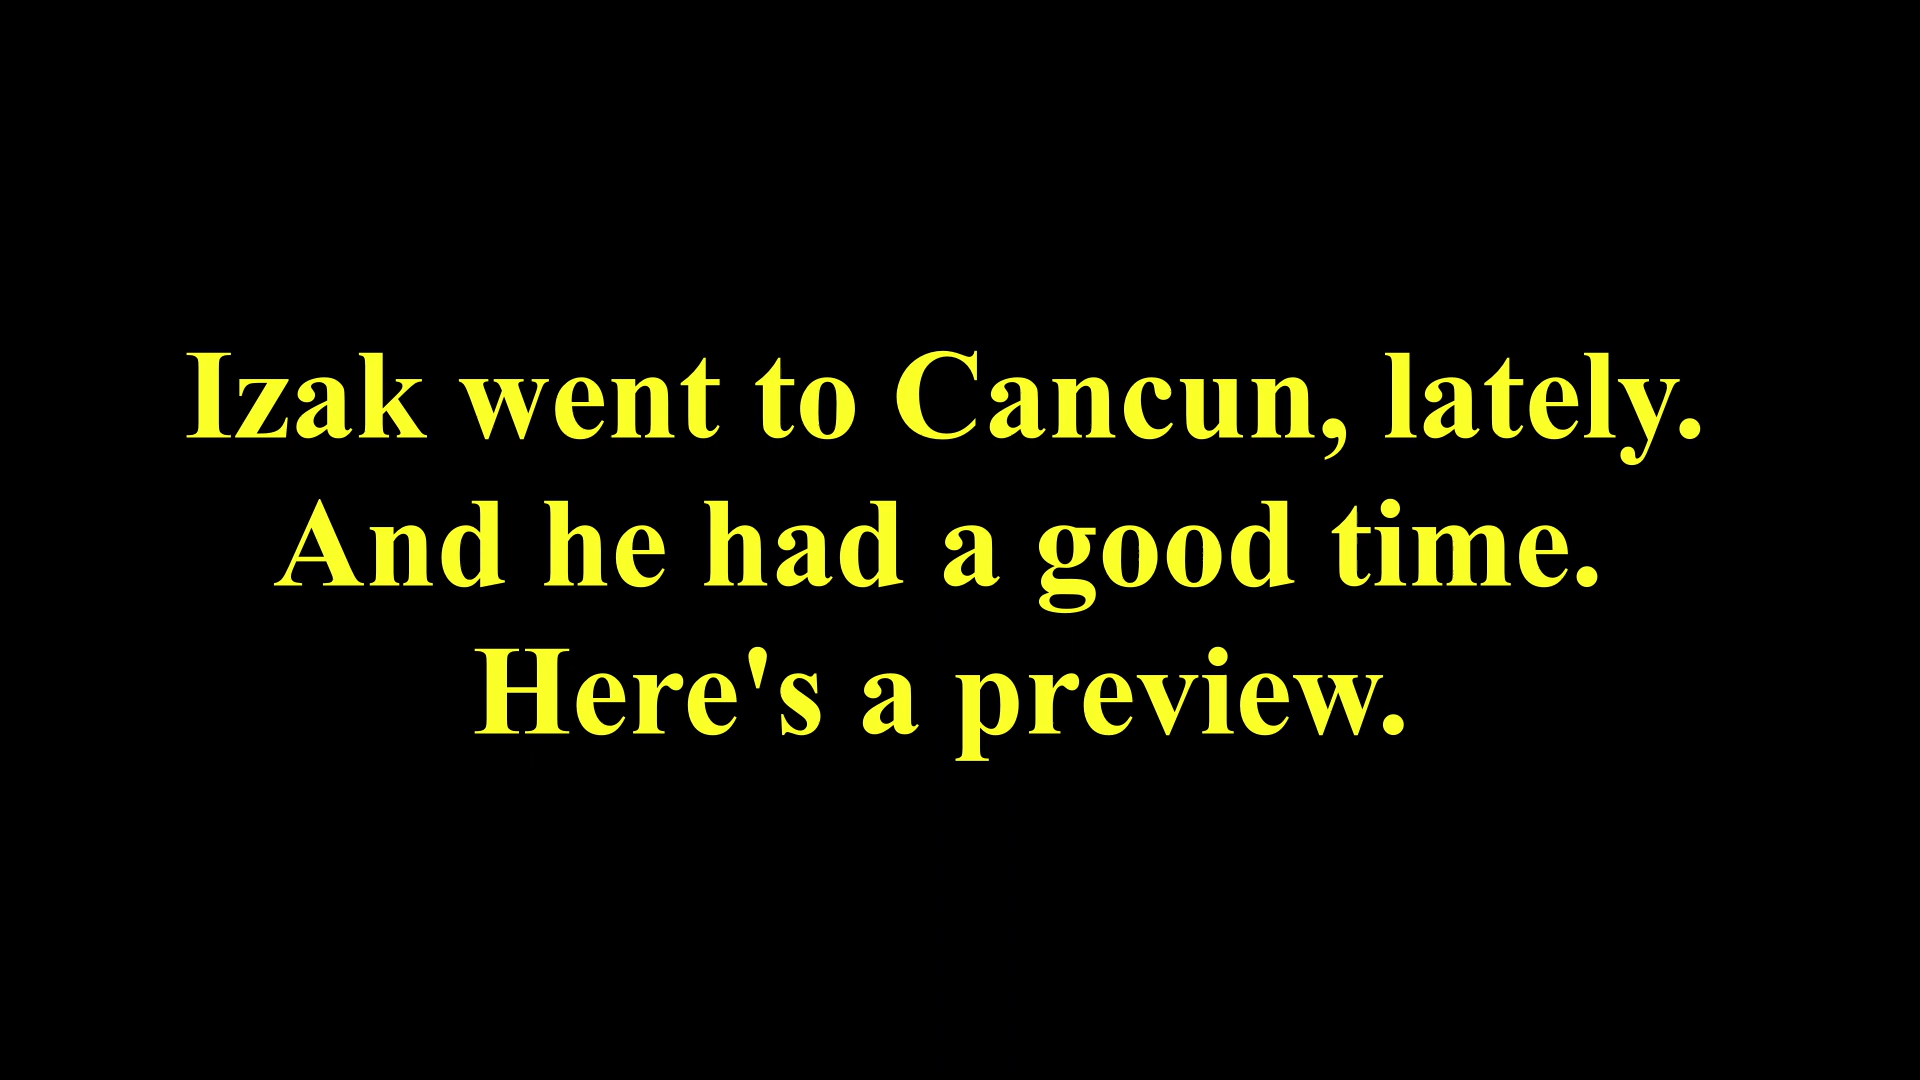 Izak went to Cancun, lately.
And he had a good time.
Here's a preview.